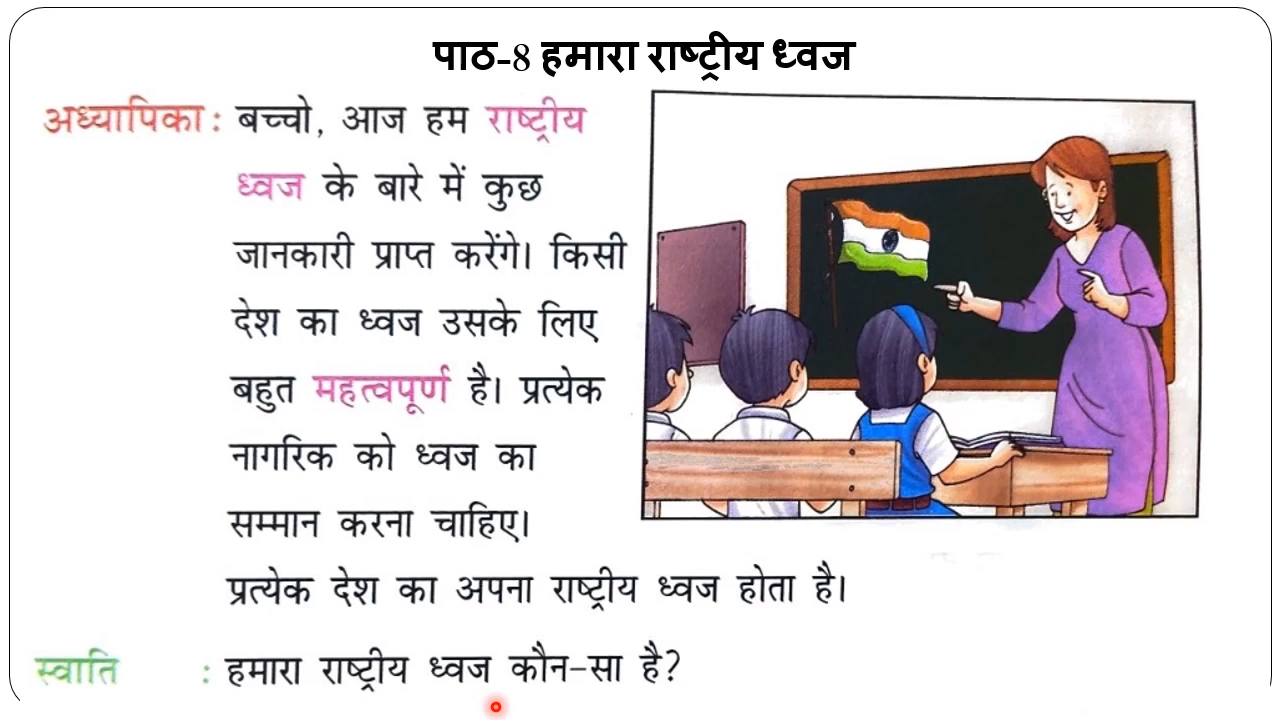 पाठ-8 हमारा राष्ट्रीय ध्वज
अध्यापिका : बच्चो, आज हम राष्ट्रीय
ध्वज के बारे में कुछ
जानकारी प्राप्त करेंगे। किसी
देश का ध्वज उसके लिए
बहुत महत्वपूर्ण है। प्रत्येक
नागरिक को ध्वज का
सम्मान करना चाहिए।
प्रत्येक देश का अपना राष्ट्रीय ध्वज होता है।
स्वाति : हमारा राष्ट्रीय ध्वज कौन-सा है?